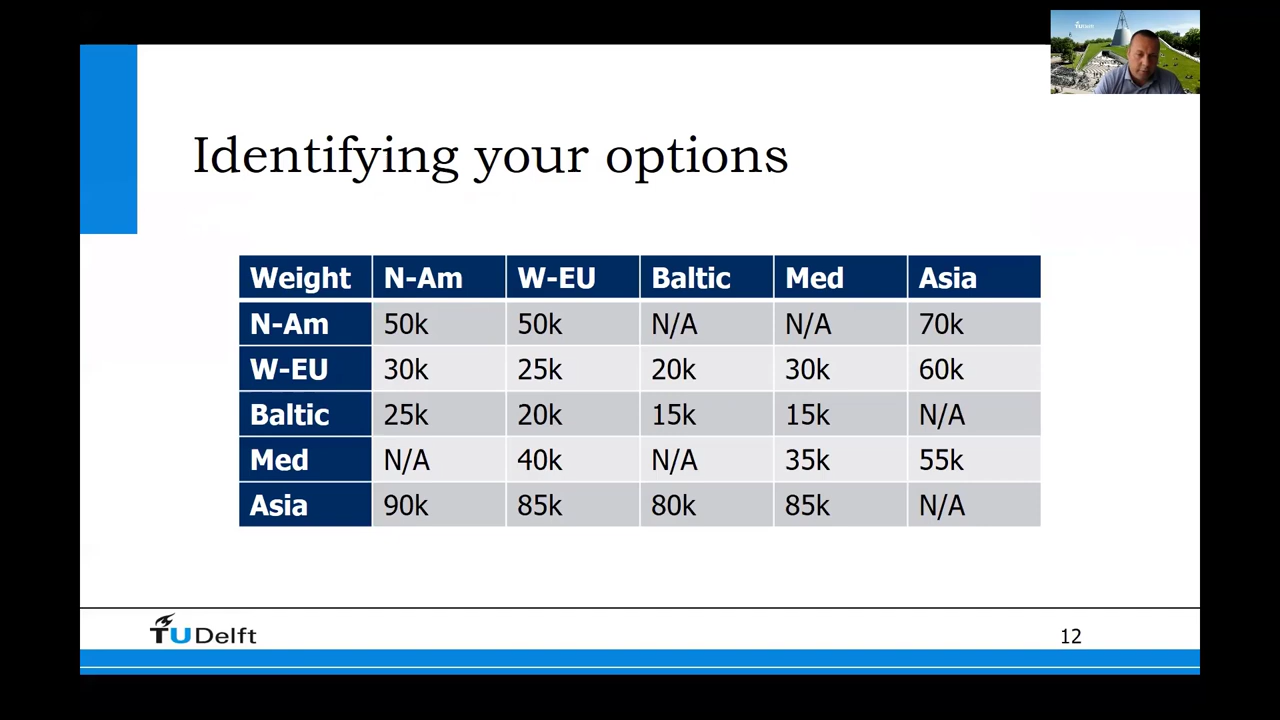 TUDelft
Identifying your options
Weight N-Am W-EU Baltic Med Asia
N-Am 50k 50k N/A N/A 70k
W-EU 30k 25k 20k 30k 60k
Baltic 25k 20k 15k 15k N/A
Med N/A 40k N/A 35k 55k
Asia 90k 85k 80k 85k N/A
TUDelft 12